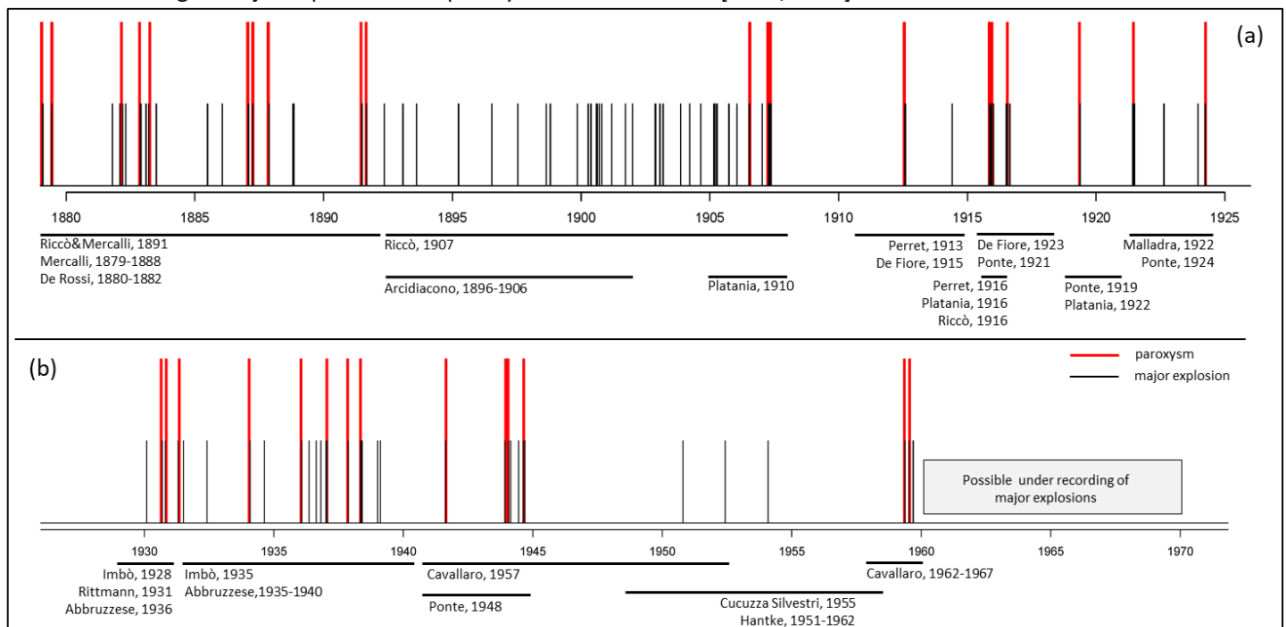 (a)
1880 1885 1890 1895 1900 1905 1910 1915 1920 1925
Riccò&Mercalli, 1891
Mercalli, 1879-1888
De Rossi, 1880-1882
Riccò, 1907
Arcidiacono, 1896-1906
Platania, 1910
Perret, 1913
De Fiore, 1915
De Fiore, 1923
Ponte, 1921
Perret, 1916
Platania, 1916
Riccò, 1916
Ponte, 1919
Platania, 1922
Malladra, 1922
Ponte, 1924
(b)
paroxysm
major explosion
Possible under recording of
major explosions
1930 1935 1940 1945 1950 1955 1960 1965 1970
Imbò, 1928
Rittmann, 1931
Abbruzzese, 1936
Imbò, 1935
Abbruzzese,1935-1940
Cavallaro, 1957
Ponte, 1948
Cucuzza Silvestri, 1955
Hantke, 1951-1962
Cavallaro, 1962-1967